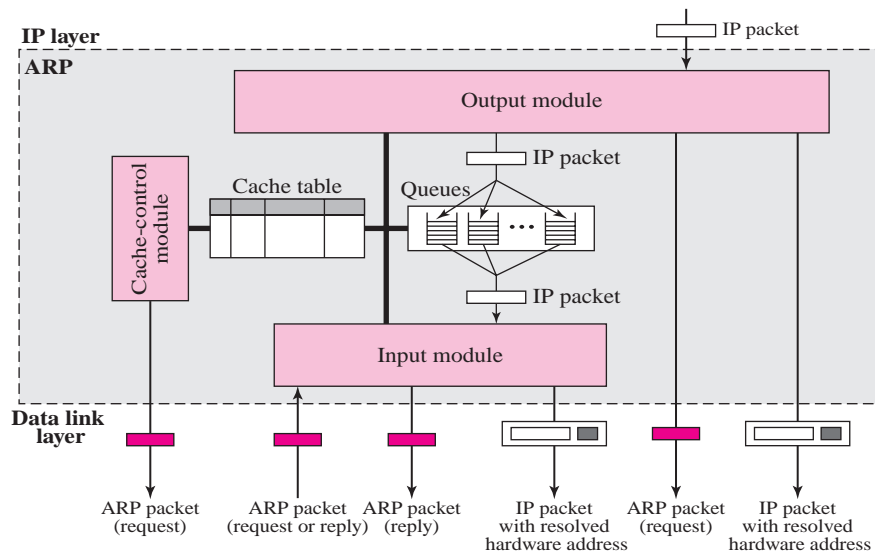 IP packet
IP layer
ARP
Output module
IP packet
Cache table
Queues
Cache-control
module
IP packet
Input module
Data link
layer
ARP packet
(request)
ARP packet
(request or reply)
ARP packet
(reply)
IP packet
with resolved
hardware address
ARP packet
(request)
IP packet
with resolved
hardware address